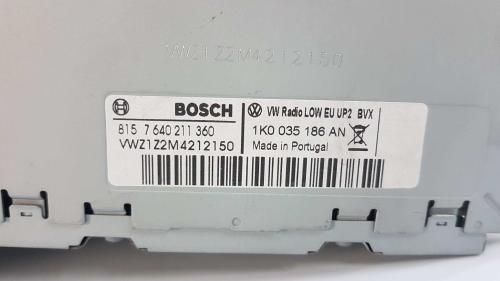 VWZ1Z2M4212150
BOSCH
VW Radio LOW EU UP2 BVX
815 7 640 211 360
1K0 035 186 AN
VWZ1Z2M4212150
Made in Portugal